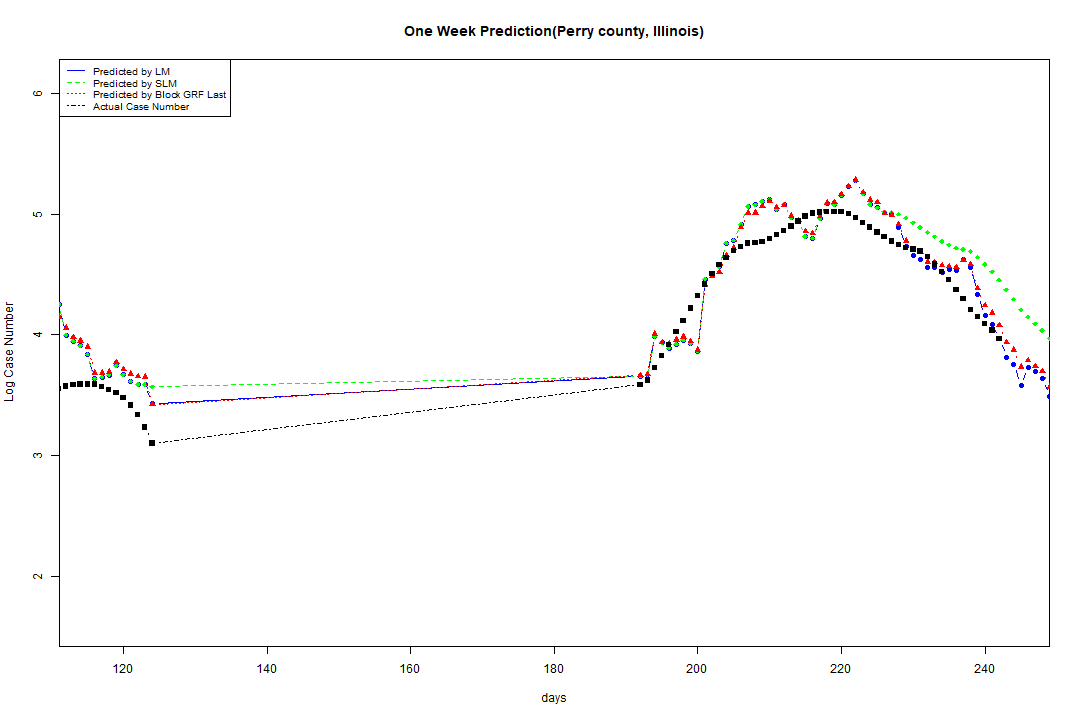 One Week Prediction(Perry county, Illinois)
Predicted by LM
Predicted by SLM
Predicted by Block GRF Last
Actual Case Number
6
5
4
3
2
Log Case Number
120 140 160 180 200 220 240
days